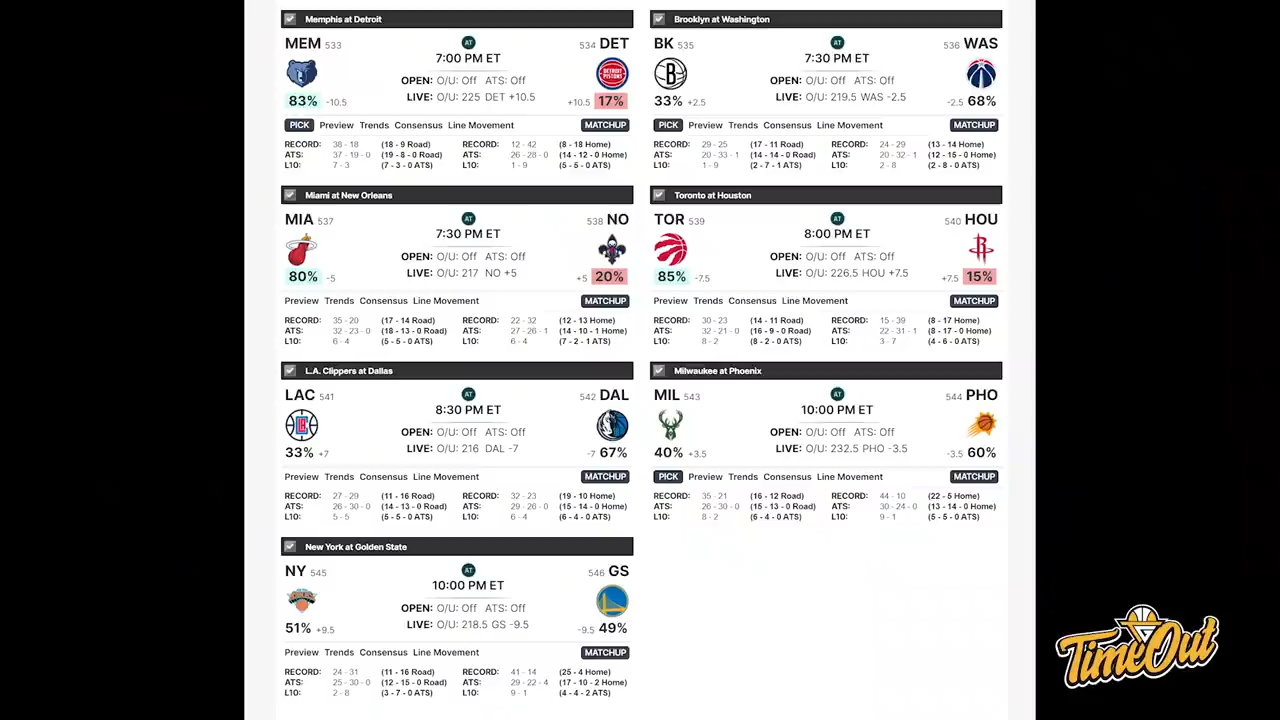 Memphis at Detroit
MEM 533 AT 534 DET
7:00 PM ET
DETROIT PISTONS
OPEN: O/U: Off ATS: Off
LIVE: O/U: 225 DET +10.5
83% -10.5 +10.5 17%
PICK Preview Trends Consensus Line Movement MATCHUP
RECORD: 38 - 18 (18 - 9 Road) RECORD: 12 - 42 (8 - 18 Home)
ATS: 37 - 19 - 0 (19 - 8 - 0 Road) ATS: 26 - 28 - 0 (14 - 12 - 0 Home)
L10: 7 - 3 (7 - 3 - 0 ATS) L10: 1 - 9 (5 - 5 - 0 ATS)
Brooklyn at Washington
BK 535 AT 536 WAS
7:30 PM ET
B
OPEN: O/U: Off ATS: Off
LIVE: O/U: 219.5 WAS -2.5
33% +2.5 -2.5 68%
PICK Preview Trends Consensus Line Movement MATCHUP
RECORD: 29 - 25 (17 - 11 Road) RECORD: 24 - 29 (13 - 14 Home)
ATS: 20 - 33 - 1 (14 - 14 - 0 Road) ATS: 20 - 32 - 1 (12 - 15 - 0 Home)
L10: 1 - 9 (2 - 7 - 1 ATS) L10: 2 - 8 (2 - 8 - 0 ATS)
Miami at New Orleans
MIA 537 AT 538 NO
7:30 PM ET
OPEN: O/U: Off ATS: Off
LIVE: O/U: 217 NO +5
80% -5 +5 20%
Preview Trends Consensus Line Movement MATCHUP
RECORD: 35 - 20 (17 - 14 Road) RECORD: 22 - 32 (12 - 13 Home)
ATS: 32 - 23 - 0 (18 - 13 - 0 Road) ATS: 27 - 26 - 1 (14 - 10 - 1 Home)
L10: 6 - 4 (5 - 5 - 0 ATS) L10: 6 - 4 (7 - 2 - 1 ATS)
Toronto at Houston
TOR 539 AT 540 HOU
8:00 PM ET
OPEN: O/U: Off ATS: Off
LIVE: O/U: 226.5 HOU +7.5
85% -7.5 +7.5 15%
Preview Trends Consensus Line Movement MATCHUP
RECORD: 30 - 23 (14 - 11 Road) RECORD: 15 - 39 (8 - 17 Home)
ATS: 32 - 21 - 0 (16 - 9 - 0 Road) ATS: 22 - 31 - 1 (8 - 17 - 0 Home)
L10: 8 - 2 (8 - 2 - 0 ATS) L10: 3 - 7 (4 - 6 - 0 ATS)
L.A. Clippers at Dallas
LAC 541 AT 542 DAL
8:30 PM ET
OPEN: O/U: Off ATS: Off
LIVE: O/U: 216 DAL -7
33% +7 -7 67%
Preview Trends Consensus Line Movement MATCHUP
RECORD: 27 - 29 (11 - 16 Road) RECORD: 32 - 23 (19 - 10 Home)
ATS: 26 - 30 - 0 (14 - 13 - 0 Road) ATS: 29 - 26 - 0 (15 - 14 - 0 Home)
L10: 5 - 5 (5 - 5 - 0 ATS) L10: 6 - 4 (6 - 4 - 0 ATS)
Milwaukee at Phoenix
MIL 543 AT 544 PHO
10:00 PM ET
OPEN: O/U: Off ATS: Off
LIVE: O/U: 232.5 PHO -3.5
40% +3.5 -3.5 60%
PICK Preview Trends Consensus Line Movement MATCHUP
RECORD: 35 - 21 (16 - 12 Road) RECORD: 44 - 10 (22 - 5 Home)
ATS: 26 - 30 - 0 (15 - 13 - 0 Road) ATS: 30 - 24 - 0 (13 - 14 - 0 Home)
L10: 8 - 2 (6 - 4 - 0 ATS) L10: 9 - 1 (5 - 5 - 0 ATS)
New York at Golden State
NY 545 AT 546 GS
10:00 PM ET
OPEN: O/U: Off ATS: Off
LIVE: O/U: 218.5 GS -9.5
51% +9.5 -9.5 49%
Preview Trends Consensus Line Movement MATCHUP
RECORD: 24 - 31 (11 - 16 Road) RECORD: 41 - 14 (25 - 4 Home)
ATS: 25 - 30 - 0 (12 - 15 - 0 Road) ATS: 29 - 22 - 4 (17 - 10 - 2 Home)
L10: 2 - 8 (3 - 7 - 0 ATS) L10: 9 - 1 (4 - 4 - 2 ATS)
TimeOut